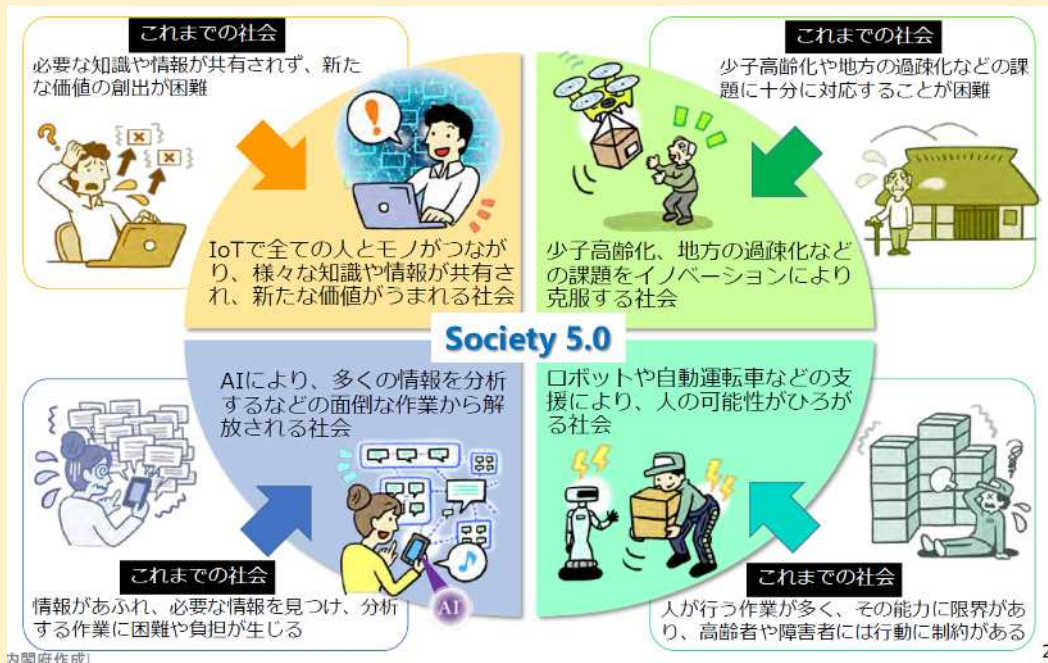 これまでの社会
必要な知識や情報が共有されず、新た
な価値の創出が困難
IoTで全ての人とモノがつなが
り、様々な知識や情報が共有さ
れ、新たな価値がうまれる社会
これまでの社会
少子高齢化や地方の過疎化などの課
題に十分に対応することが困難
少子高齢化、地方の過疎化など
の課題をイノベーションにより
克服する社会
Society 5.0
AIにより、多くの情報を分析
するなどの面倒な作業から解
放される社会
AI
これまでの社会
情報があふれ、必要な情報を見つけ、分析
する作業に困難や負担が生じる
ロボットや自動運転車などの支
援により、人の可能性がひろが
る社会
これまでの社会
人が行う作業が多く、その能力に限界があ
り、高齢者や障害者には行動に制約がある
内閣府作成
2